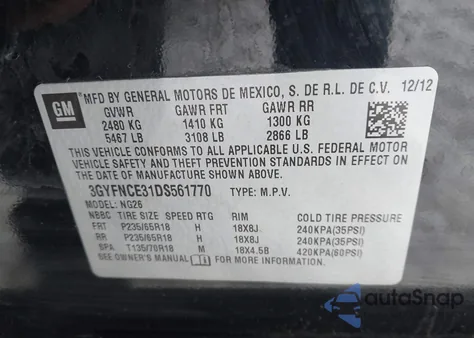 GM
MFD BY GENERAL MOTORS DE MEXICO, S. DE R.L. DE C.V. 12/12
GVWR GAWR FRT GAWR RR
2480 KG 1410 KG 1300 KG
5467 LB 3108 LB 2866 LB
THIS VEHICLE CONFORMS TO ALL APPLICABLE U.S. FEDERAL MOTOR
VEHICLE SAFETY AND THEFT PREVENTION STANDARDS IN EFFECT ON
THE DATE OF MANUFACTURE SHOWN ABOVE.
3GYFNCE31DS561770 TYPE: M.P.V.
MODEL: NG26
NBBC TIRE SIZE SPEED RTG RIM COLD TIRE PRESSURE
FRT P235/65R18 H 18X8J 240KPA(35PSI)
RR P235/65R18 H 18X8J 240KPA(35PSI)
SPA T135/70R18 M 18X4.5B 420KPA(60PSI)
SEE OWNER'S MANUAL FOR MORE INFORMATION.
autoSnap